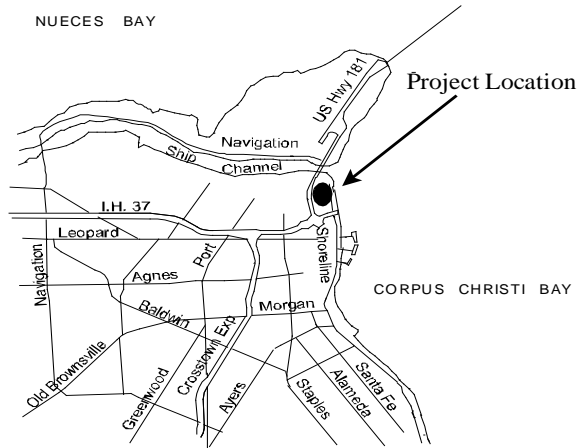 NUECES BAY
US Hwy 181
Project Location
Navigation
Ship
Channel
I.H. 37
Leopard
Port
Shoreline
Navigation
Agnes
CORPUS CHRISTI BAY
Baldwin
Morgan
Crosstown Exp
Old Brownsville
Greenwood
Ayers
Staples
Alameda
Santa Fe